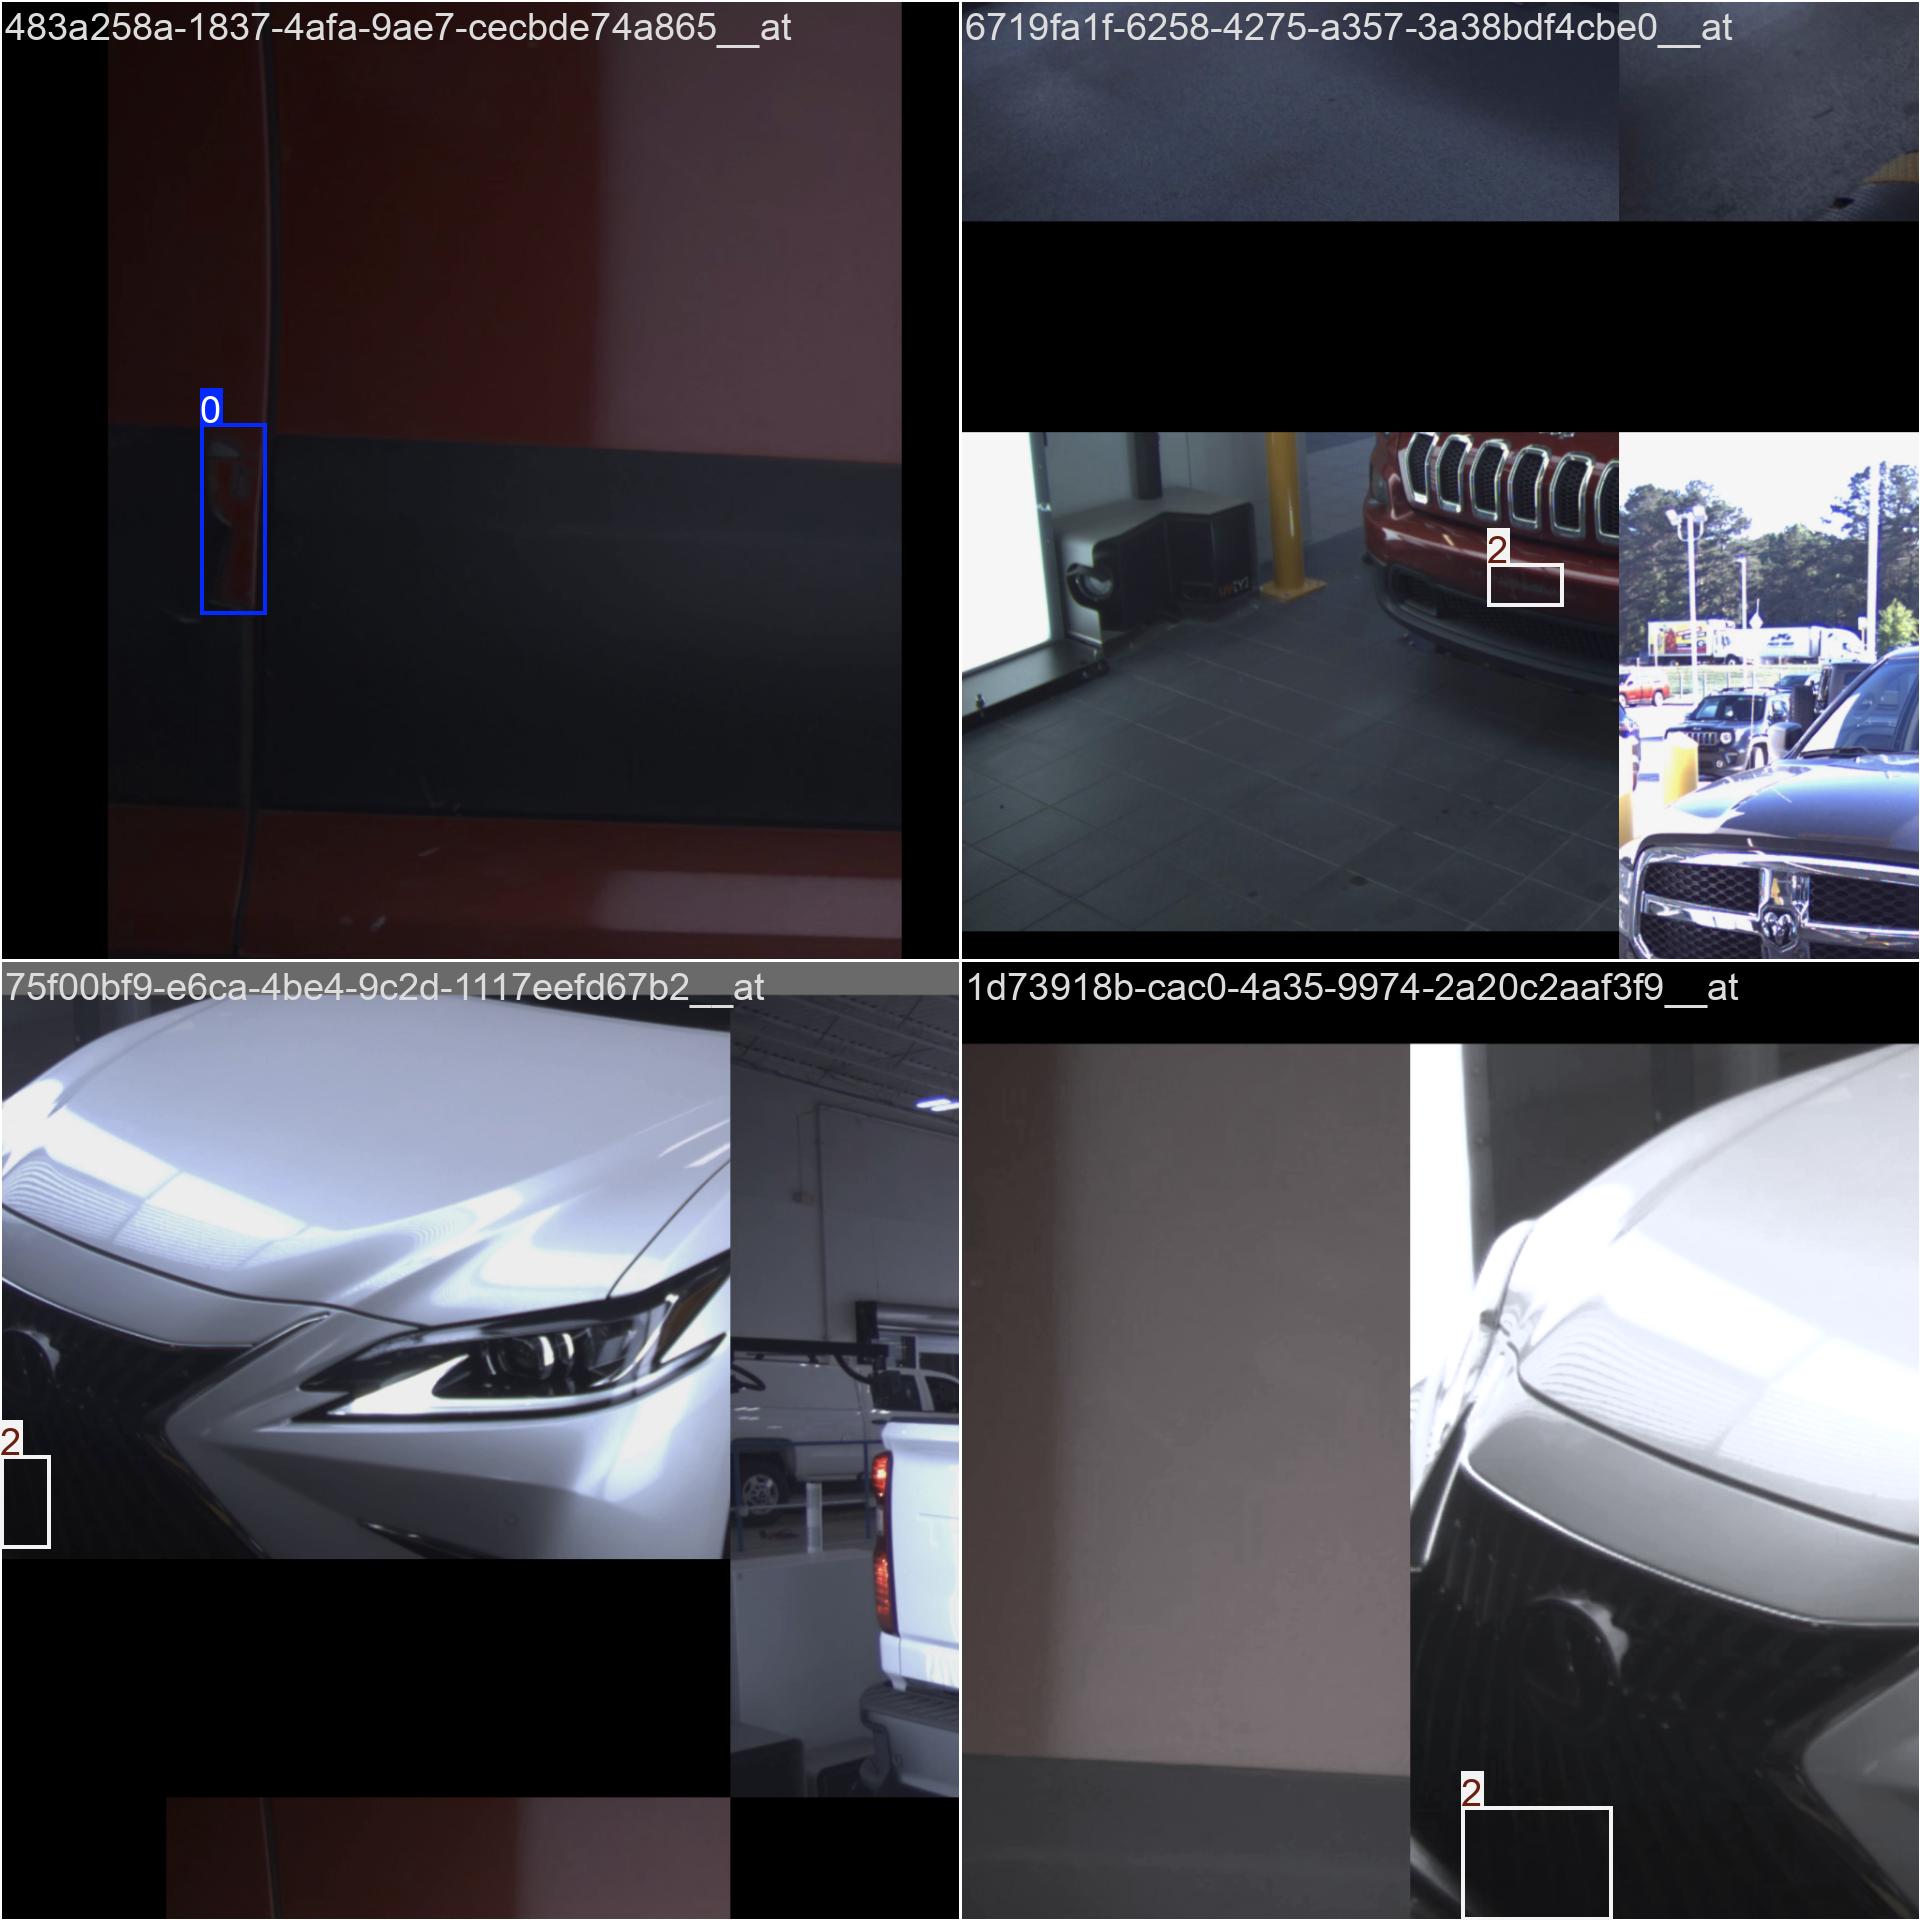 483a258a-1837-4afa-9ae7-cecbde74a865__at
6719fa1f-6258-4275-a357-3a38bdf4cbe0__at
0
2
75f00bf9-e6ca-4be4-9c2d-1117eefd67b2__at
1d73918b-cac0-4a35-9974-2a20c2aaf3f9__at
2
2